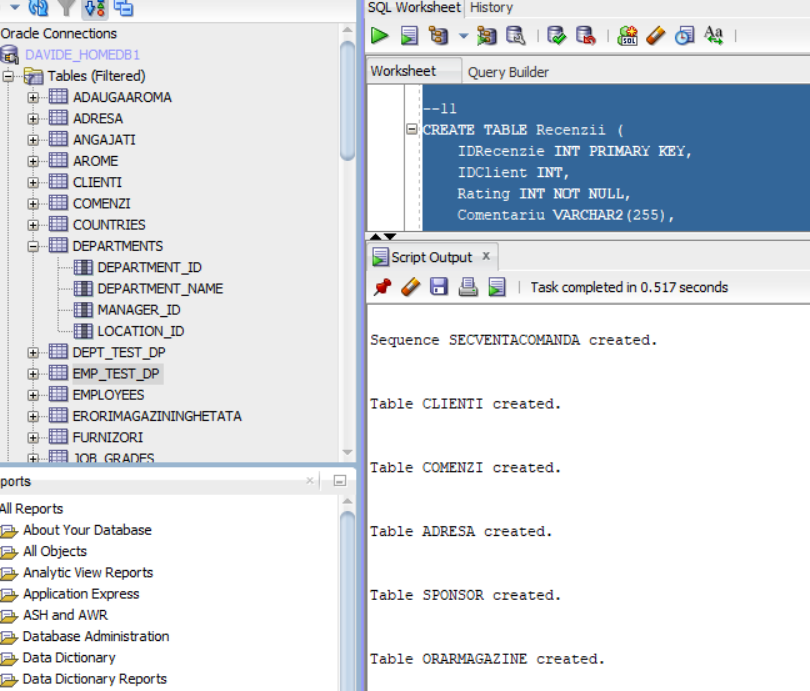 Oracle Connections
DAVIDE_HOMEDB1
Tables (Filtered)
ADAUGAAROMA
ADRESA
ANGAJATI
AROME
CLIENTI
COMENZI
COUNTRIES
DEPARTMENTS
DEPARTMENT_ID
DEPARTMENT_NAME
MANAGER_ID
LOCATION_ID
DEPT_TEST_DP
EMP_TEST_DP
EMPLOYEES
ERORIMAGAZININGHETATA
FURNIZORI
JOB_GRADES
ports
All Reports
About Your Database
All Objects
Analytic View Reports
Application Express
ASH and AWR
Database Administration
Data Dictionary
Data Dictionary Reports
SQL Worksheet History
SQL
Aa
Worksheet Query Builder
--11
CREATE TABLE Recenzii (
IDRecenzie INT PRIMARY KEY,
IDClient INT,
Rating INT NOT NULL,
Comentariu VARCHAR2(255),
Script Output x
Task completed in 0.517 seconds
Sequence SECVENTACOMANDA created.
Table CLIENTI created.
Table COMENZI created.
Table ADRESA created.
Table SPONSOR created.
Table ORARMAGAZINE created.